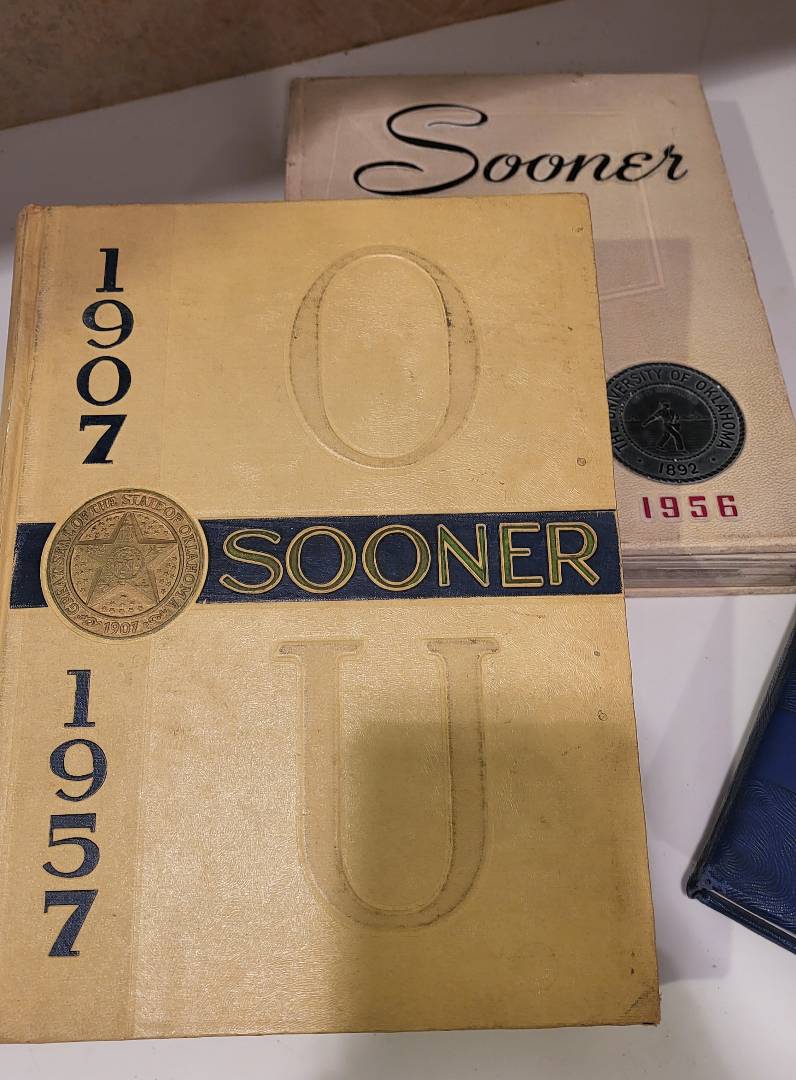 Sooner
THE UNIVERSITY OF OKLAHOMA
1892
1956
1907
O
GREAT SEAL OF THE STATE OF OKLAHOMA
1907
SOONER
U
1957